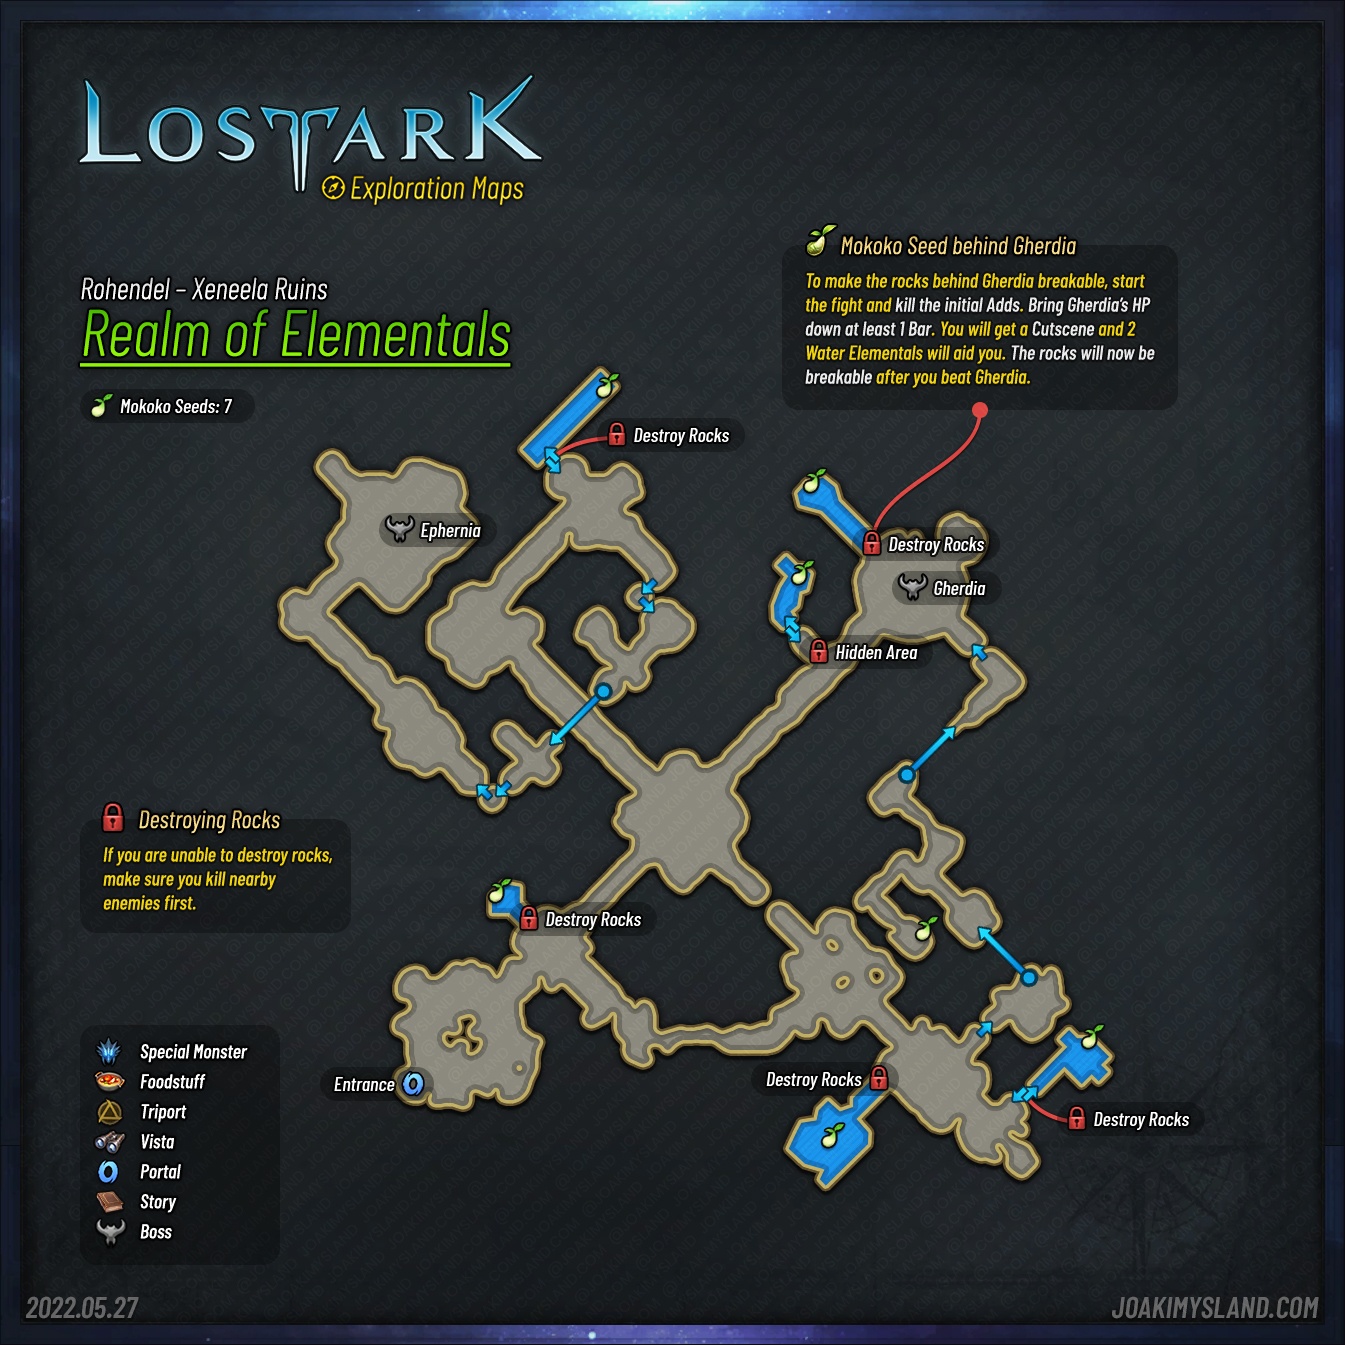 LOSTARK
Exploration Maps
Rohendel – Xeneela Ruins
Realm of Elementals
Mokoko Seeds: 7
Mokoko Seed behind Gherdia
To make the rocks behind Gherdia breakable, start
the fight and kill the initial Adds. Bring Gherdia's HP
down at least 1 Bar. You will get a Cutscene and 2
Water Elementals will aid you. The rocks will now be
breakable after you beat Gherdia.
Destroy Rocks
Ephernia
Destroy Rocks
Gherdia
Hidden Area
Destroying Rocks
If you are unable to destroy rocks,
make sure you kill nearby
enemies first.
Destroy Rocks
Entrance
Destroy Rocks
Destroy Rocks
Special Monster
Foodstuff
Triport
Vista
Portal
Story
Boss
2022.05.27
JOAKIMYSLAND.COM